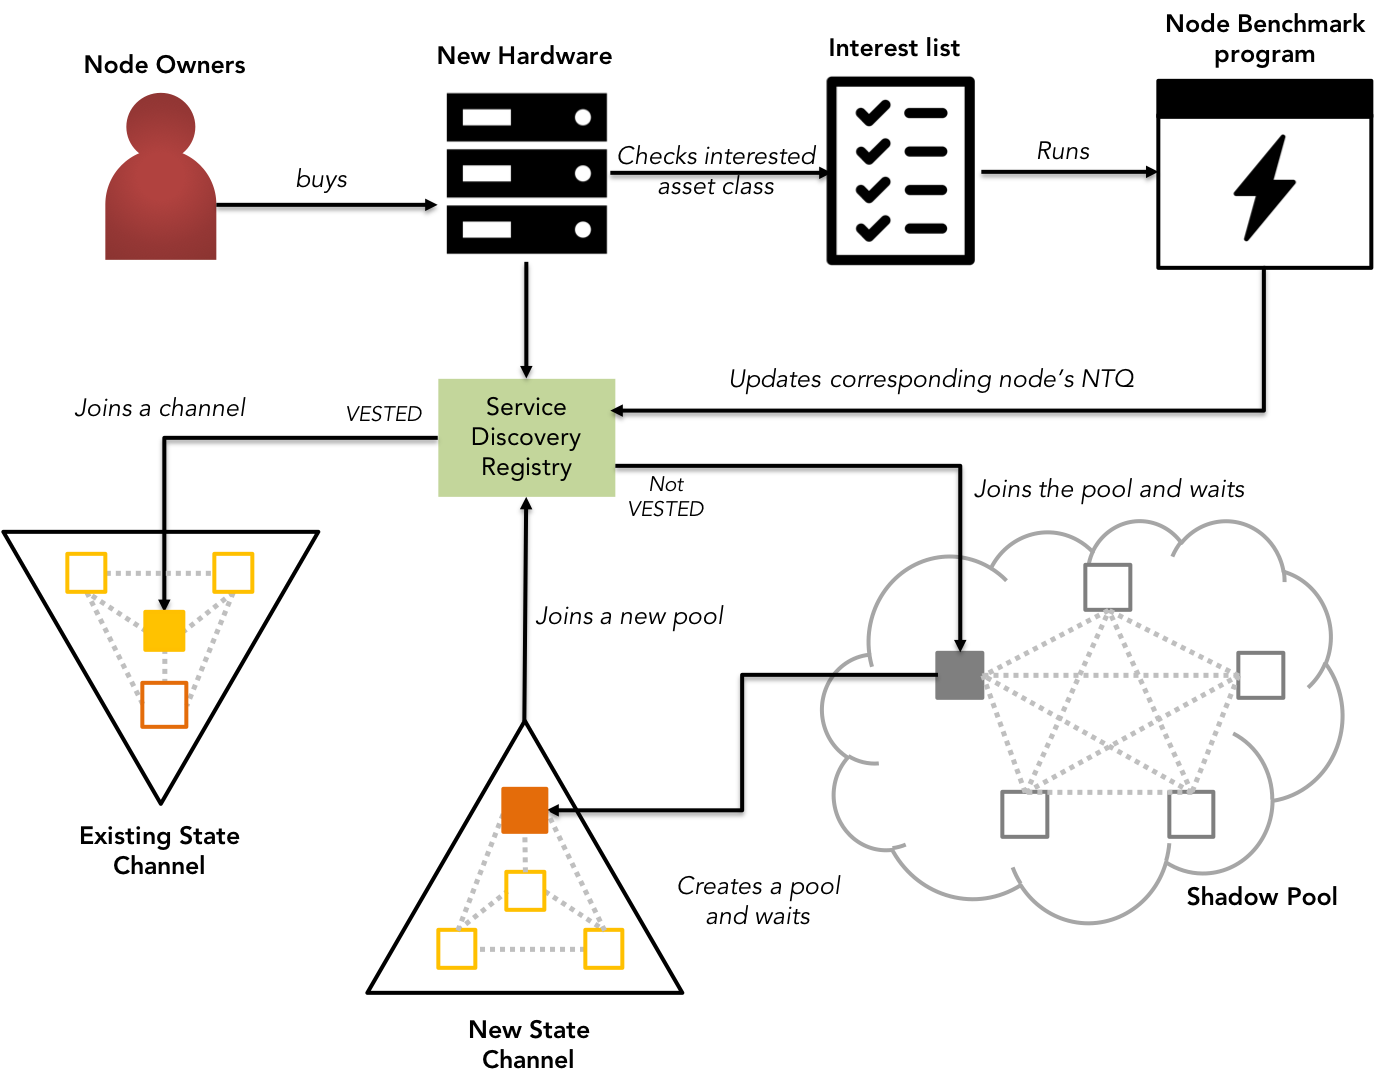 Node Owners
New Hardware
Interest list
Node Benchmark
program
buys
Checks interested
asset class
Runs
Updates corresponding node's NTQ
Joins a channel
VESTED
Service
Discovery
Registry
Not
VESTED
Joins the pool and waits
Joins a new pool
Existing State
Channel
Creates a pool
and waits
Shadow Pool
New State
Channel